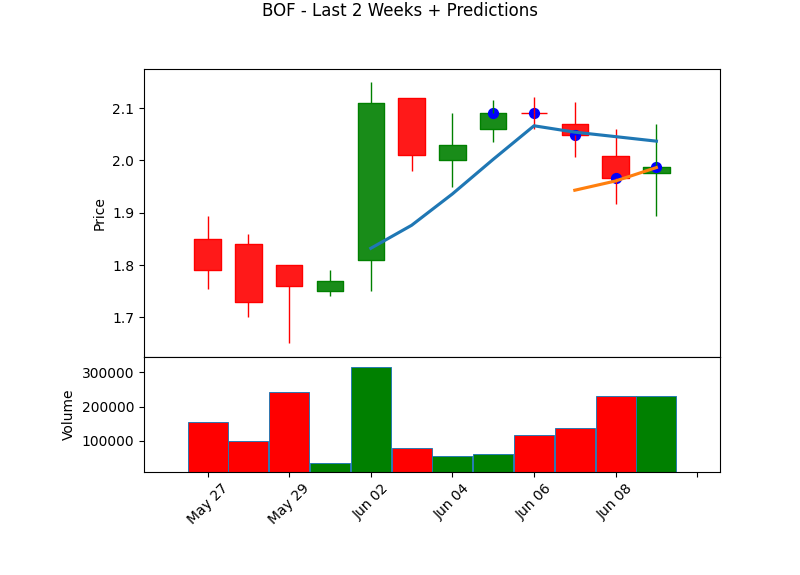 BOF - Last 2 Weeks + Predictions
2.1
2.0
1.9
1.8
1.7
Price
300000
200000
100000
Volume
May 27
May 29
Jun 02
Jun 04
Jun 06
Jun 08